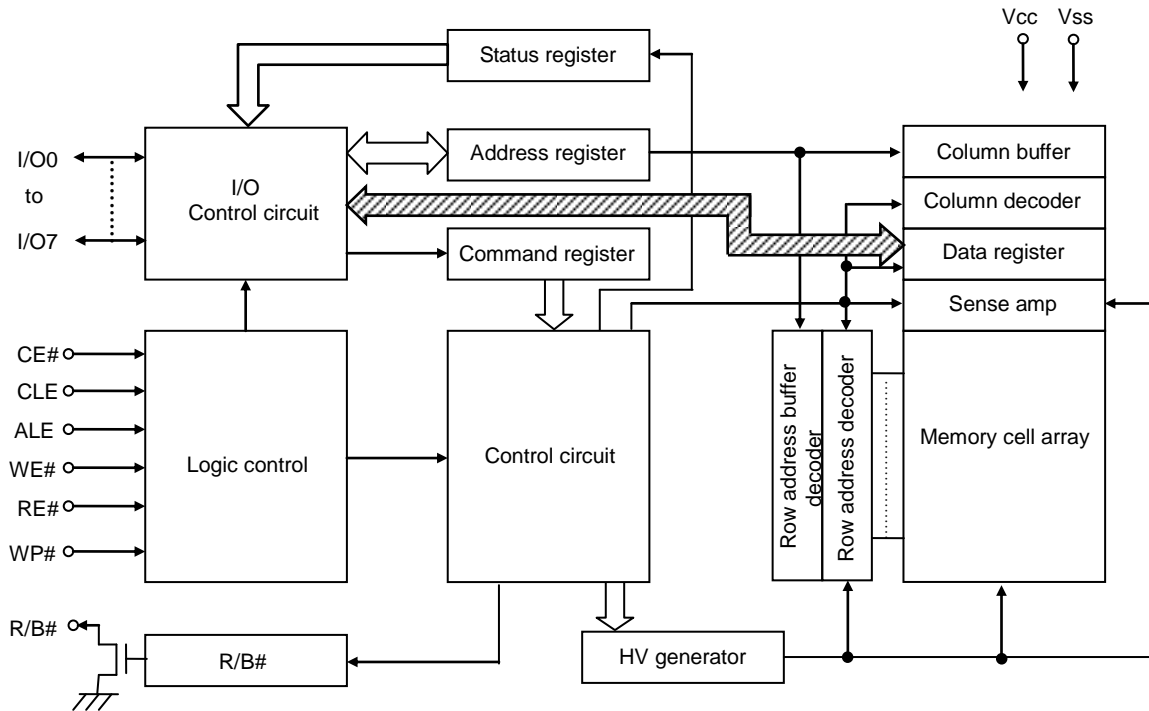 Vcc
Vss
Status register
I/O0
to
I/O7
I/O
Control circuit
Address register
Column buffer
Column decoder
Command register
Data register
Sense amp
CE#
CLE
ALE
WE#
RE#
WP#
Logic control
Control circuit
Row address buffer
decoder
Row address decoder
Memory cell array
R/B#
R/B#
HV generator